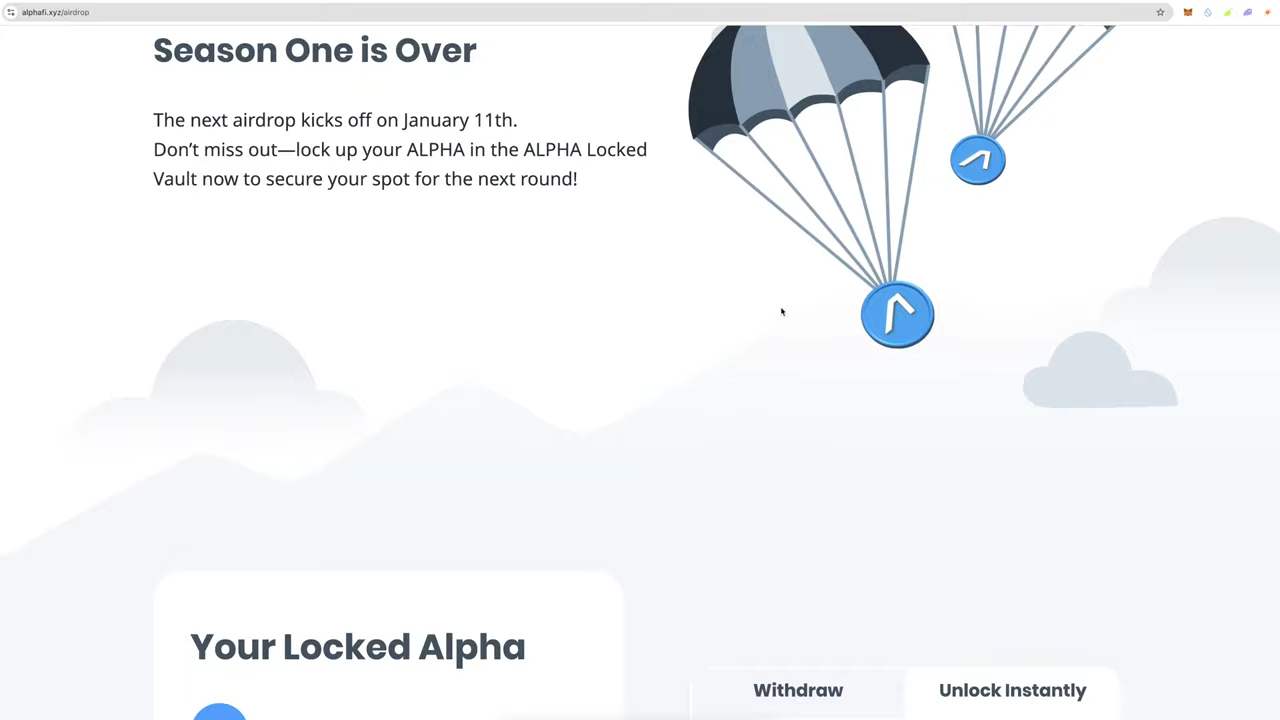 alphafi.xyz/airdrop
Season One is Over
The next airdrop kicks off on January 11th.
Don’t miss out—lock up your ALPHA in the ALPHA Locked
Vault now to secure your spot for the next round!
Your Locked Alpha
Withdraw
Unlock Instantly